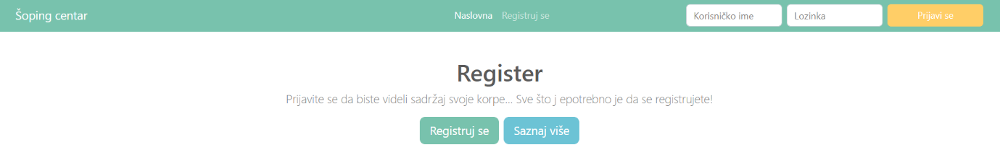 Šoping centar Naslovna Registruj se Korisničko ime Lozinka Prijavi se
Register
Prijavite se da biste videli sadržaj svoje korpe... Sve što j epotrebno je da se registrujete!
Registruj se Saznaj više